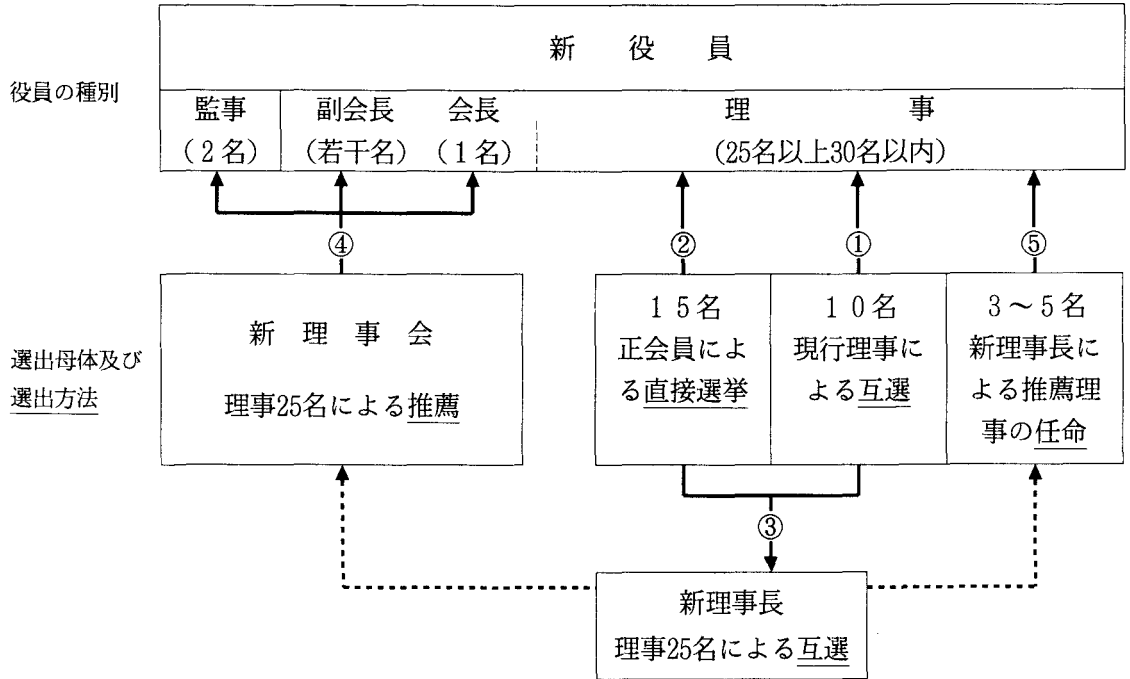 新役員
役員の種別
監事
(2名)
副会長
(若干名)
会長
(1名)
理事
(25名以上30名以内)
④
②
①
⑤
選出母体及び
選出方法
新理事会
理事25名による推薦
15名
正会員によ
る直接選挙
10名
現行理事に
よる互選
3~5名
新理事長に
よる推薦理
事の任命
③
新理事長
理事25名による互選